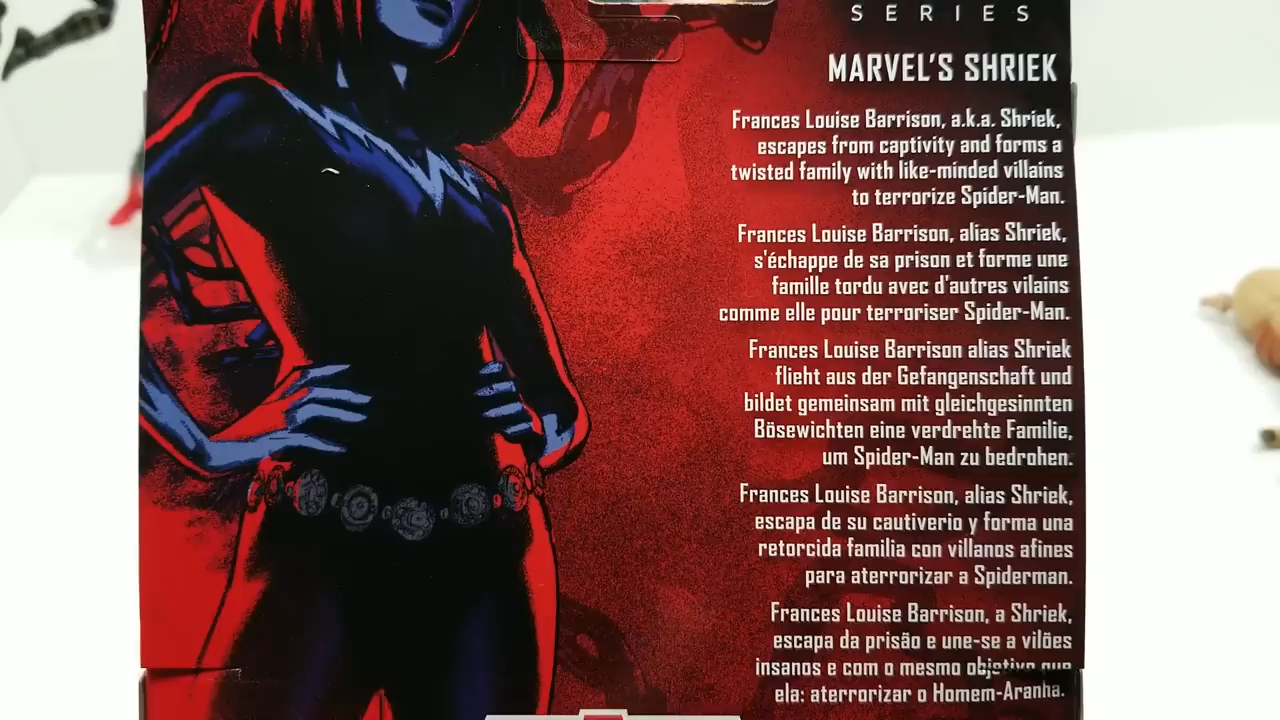 SERIES
MARVEL'S SHRIEK
Frances Louise Barrison, a.k.a. Shriek,
escapes from captivity and forms a
twisted family with like-minded villains
to terrorize Spider-Man.
Frances Louise Barrison, alias Shriek,
s'échappe de sa prison et forme une
famille tordu avec d'autres vilains
comme elle pour terroriser Spider-Man.
Frances Louise Barrison alias Shriek
flieht aus der Gefangenschaft und
bildet gemeinsam mit gleichgesinnten
Bösewichten eine verdrehte Familie,
um Spider-Man zu bedrohen.
Frances Louise Barrison, alias Shriek,
escapa de su cautiverio y forma una
retorcida familia con villanos afines
para aterrorizar a Spiderman.
Frances Louise Barrison, a Shriek,
escapa da prisão e une-se a vilões
insanos e com o mesmo objetivo que
ela: aterrorizar o Homem-Aranha.